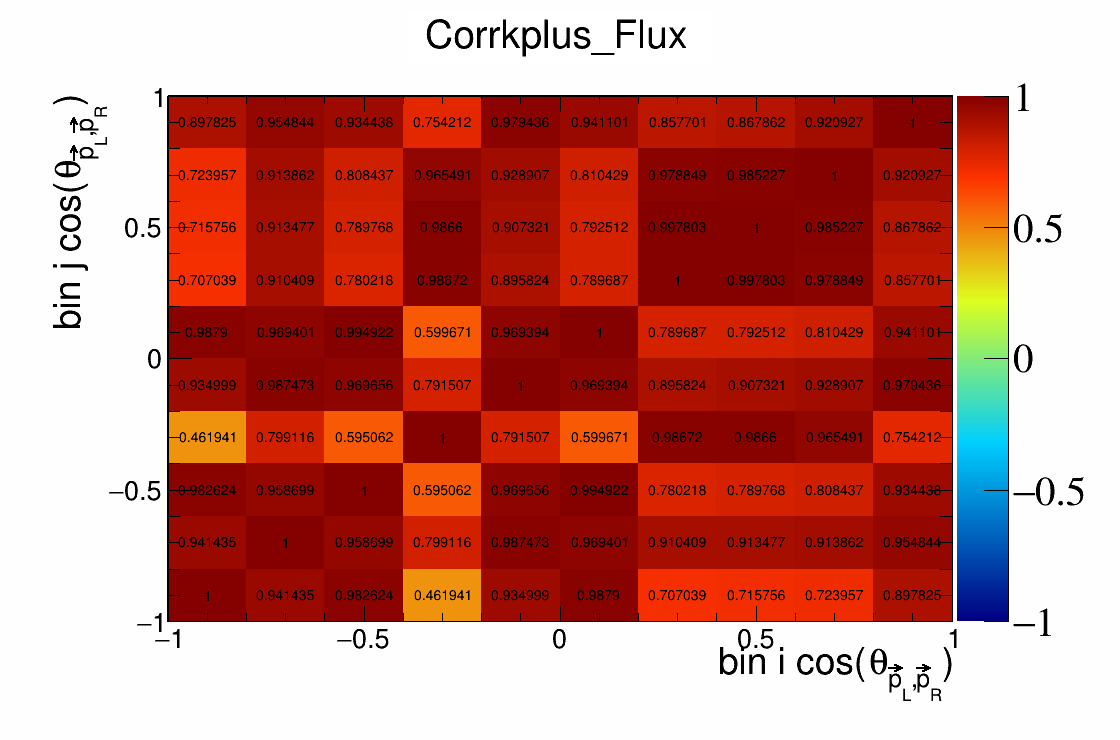 Corrkplus_Flux
bin j cos(θ p⃗L,p⃗R)
1 0.897825 0.954844 0.934438 0.754212 0.979436 0.941101 0.857701 0.867862 0.920927 1 1
0.723957 0.913862 0.808437 0.965491 0.928907 0.810429 0.978849 0.985227 1 0.920927
0.5 0.715756 0.913477 0.789768 0.9866 0.907321 0.792512 0.997803 1 0.985227 0.867862 0.5
0.707039 0.910409 0.780218 0.98672 0.895824 0.789687 1 0.997803 0.978849 0.857701
0.9879 0.969401 0.994922 0.599671 0.969394 1 0.789687 0.792512 0.810429 0.941101
0 0
0.934999 0.987473 0.969656 0.791507 1 0.969394 0.895824 0.907321 0.928907 0.979436
0.461941 0.799116 0.595062 1 0.791507 0.599671 0.98672 0.9866 0.965491 0.754212
−0.5 0.982624 0.958699 1 0.595062 0.969656 0.994922 0.780218 0.789768 0.808437 0.934438 −0.5
0.941435 1 0.958699 0.799116 0.987473 0.969401 0.910409 0.913477 0.913862 0.954844
1 0.941435 0.982624 0.461941 0.934999 0.9879 0.707039 0.715756 0.723957 0.897825
−1 −1
−1 −0.5 0 0.5 1
bin i cos(θ p⃗L,p⃗R)